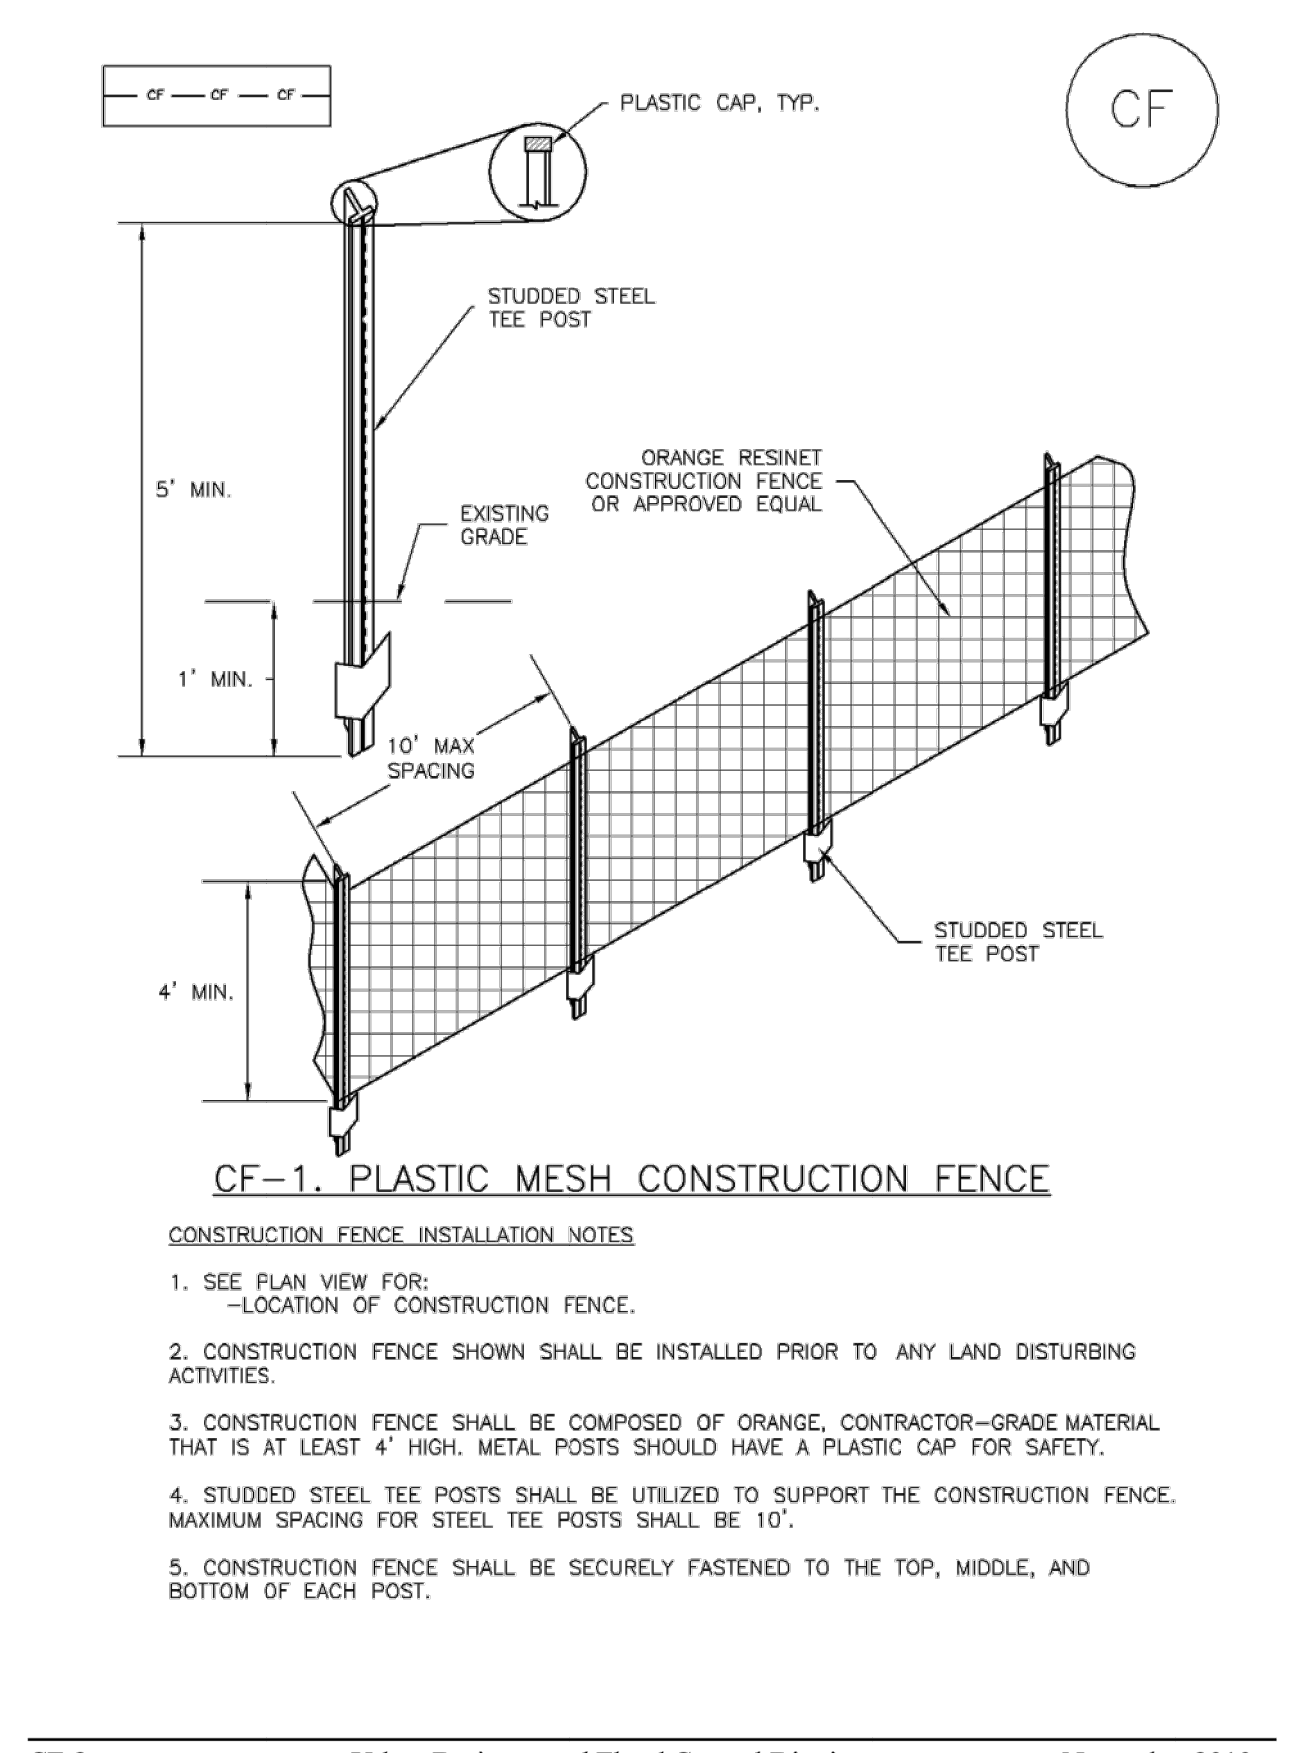 CF CF CF
PLASTIC CAP, TYP.
CF
STUDDED STEEL
TEE POST
5' MIN.
EXISTING
GRADE
ORANGE RESINET
CONSTRUCTION FENCE
OR APPROVED EQUAL
1' MIN.
10' MAX
SPACING
4' MIN.
STUDDED STEEL
TEE POST
CF-1. PLASTIC MESH CONSTRUCTION FENCE
CONSTRUCTION FENCE INSTALLATION NOTES
1. SEE PLAN VIEW FOR:
-LOCATION OF CONSTRUCTION FENCE.
2. CONSTRUCTION FENCE SHOWN SHALL BE INSTALLED PRIOR TO ANY LAND DISTURBING
ACTIVITIES.
3. CONSTRUCTION FENCE SHALL BE COMPOSED OF ORANGE, CONTRACTOR-GRADE MATERIAL
THAT IS AT LEAST 4' HIGH. METAL POSTS SHOULD HAVE A PLASTIC CAP FOR SAFETY.
4. STUDDED STEEL TEE POSTS SHALL BE UTILIZED TO SUPPORT THE CONSTRUCTION FENCE.
MAXIMUM SPACING FOR STEEL TEE POSTS SHALL BE 10'.
5. CONSTRUCTION FENCE SHALL BE SECURELY FASTENED TO THE TOP, MIDDLE, AND
BOTTOM OF EACH POST.